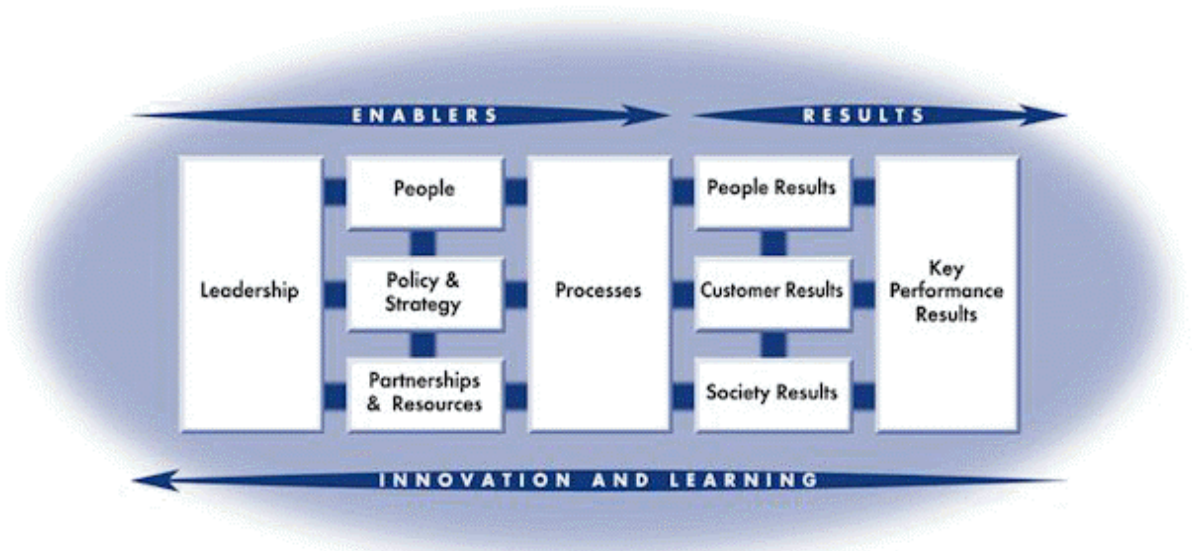 ENABLERS
RESULTS
Leadership
People
Policy &
Strategy
Partnerships
& Resources
Processes
People Results
Customer Results
Society Results
Key
Performance
Results
INNOVATION AND LEARNING